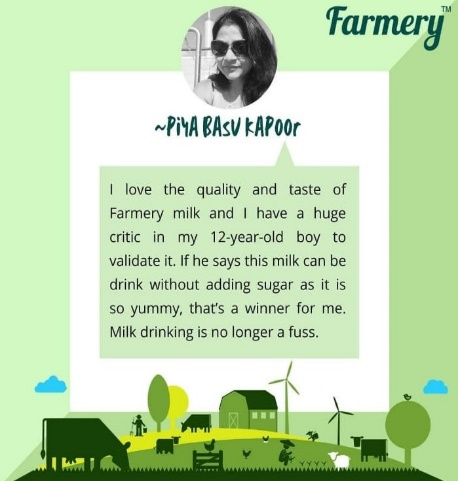 Farmery™
~PiYA BASU KAPOOr
I love the quality and taste of
Farmery milk and I have a huge
critic in my 12-year-old boy to
validate it. If he says this milk can be
drink without adding sugar as it is
so yummy, that’s a winner for me.
Milk drinking is no longer a fuss.